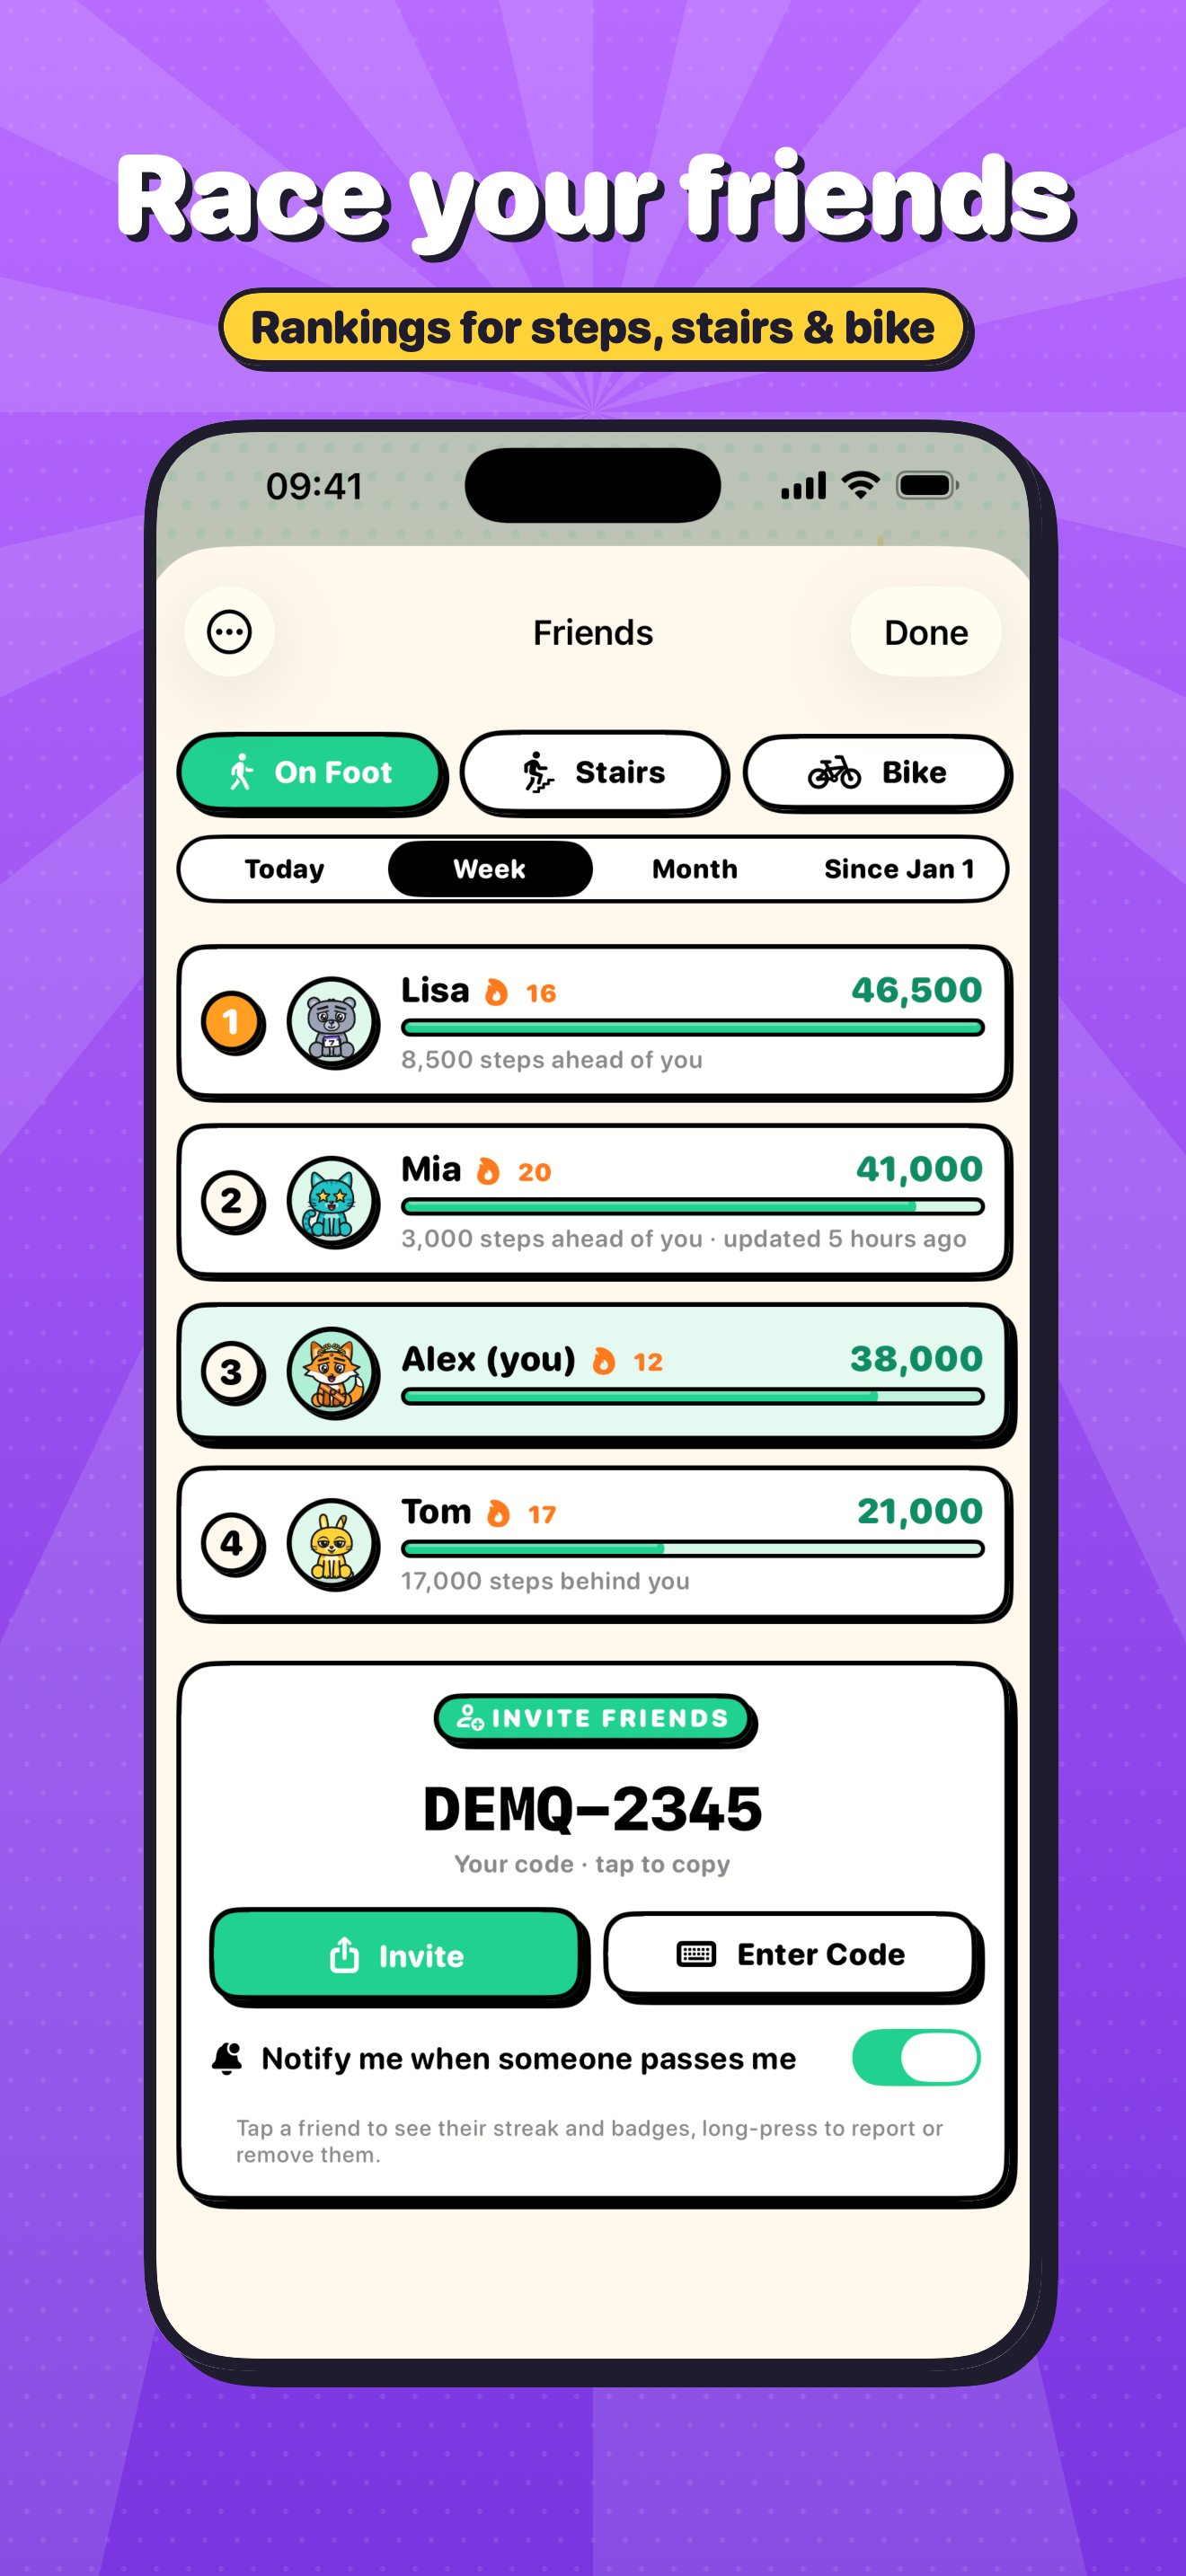 Race your friends
Rankings for steps, stairs & bike
09:41
Friends
Done
On Foot
Stairs
Bike
Today
Week
Month
Since Jan 1
1
Lisa 16
46,500
8,500 steps ahead of you
2
Mia 20
41,000
3,000 steps ahead of you · updated 5 hours ago
3
Alex (you) 12
38,000
4
Tom 17
21,000
17,000 steps behind you
INVITE FRIENDS
DEMQ-2345
Your code · tap to copy
Invite
Enter Code
Notify me when someone passes me
Tap a friend to see their streak and badges, long-press to report or
remove them.